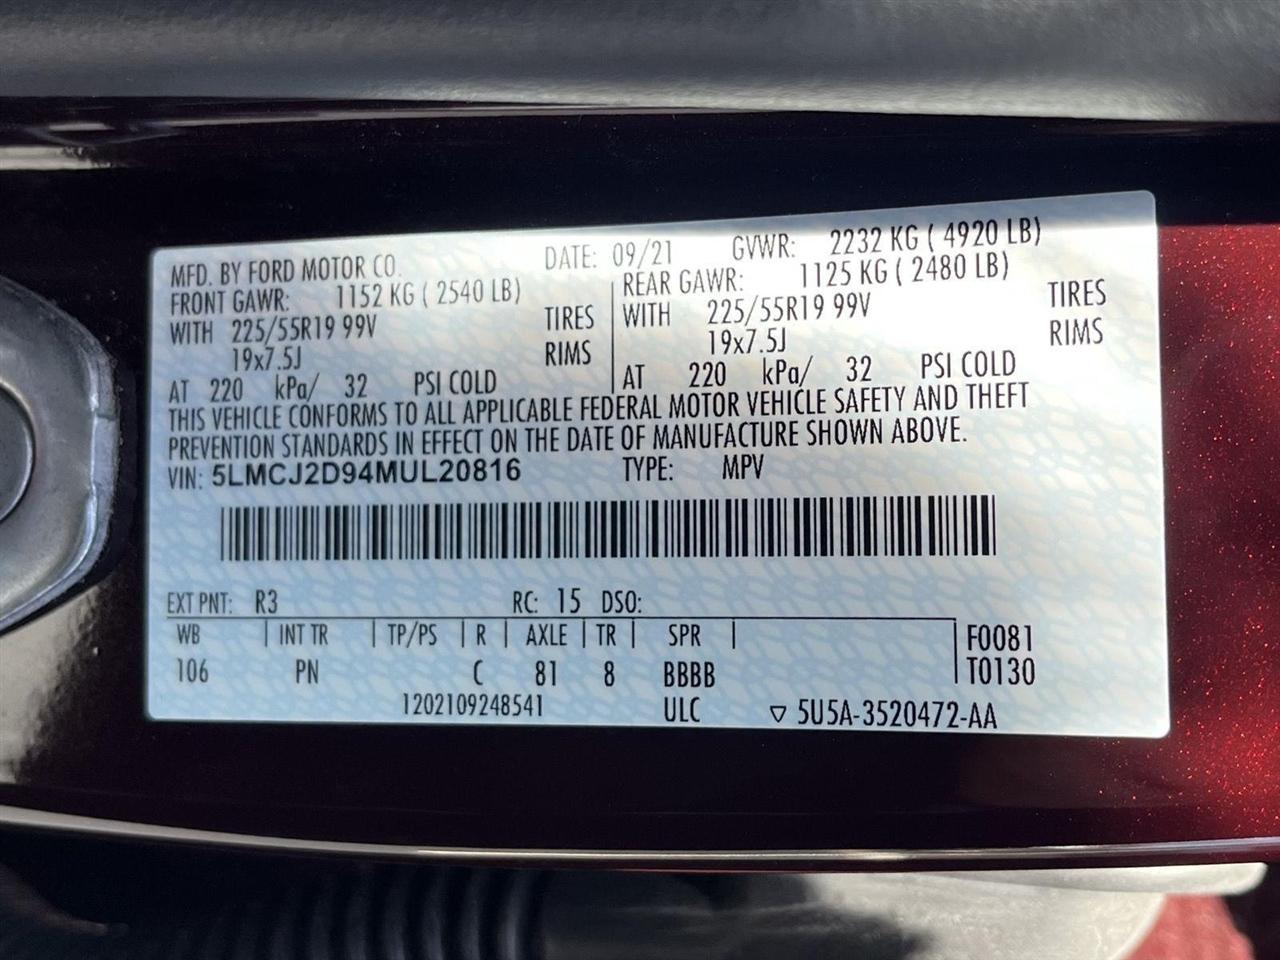 MFD. BY FORD MOTOR CO. DATE: 09/21 GVWR: 2232 KG ( 4920 LB)
FRONT GAWR: 1152 KG ( 2540 LB) REAR GAWR: 1125 KG ( 2480 LB)
WITH 225/55R19 99V TIRES WITH 225/55R19 99V TIRES
19x7.5J RIMS 19x7.5J RIMS
AT 220 kPa/ 32 PSI COLD AT 220 kPa/ 32 PSI COLD
THIS VEHICLE CONFORMS TO ALL APPLICABLE FEDERAL MOTOR VEHICLE SAFETY AND THEFT
PREVENTION STANDARDS IN EFFECT ON THE DATE OF MANUFACTURE SHOWN ABOVE.
VIN: 5LMCJ2D94MUL20816 TYPE: MPV
EXT PNT: R3 RC: 15 DSO:
WB INT TR TP/PS R AXLE TR SPR F0081
106 PN C 81 8 BBBB T0130
1202109248541 ULC ▽ 5U5A-3520472-AA